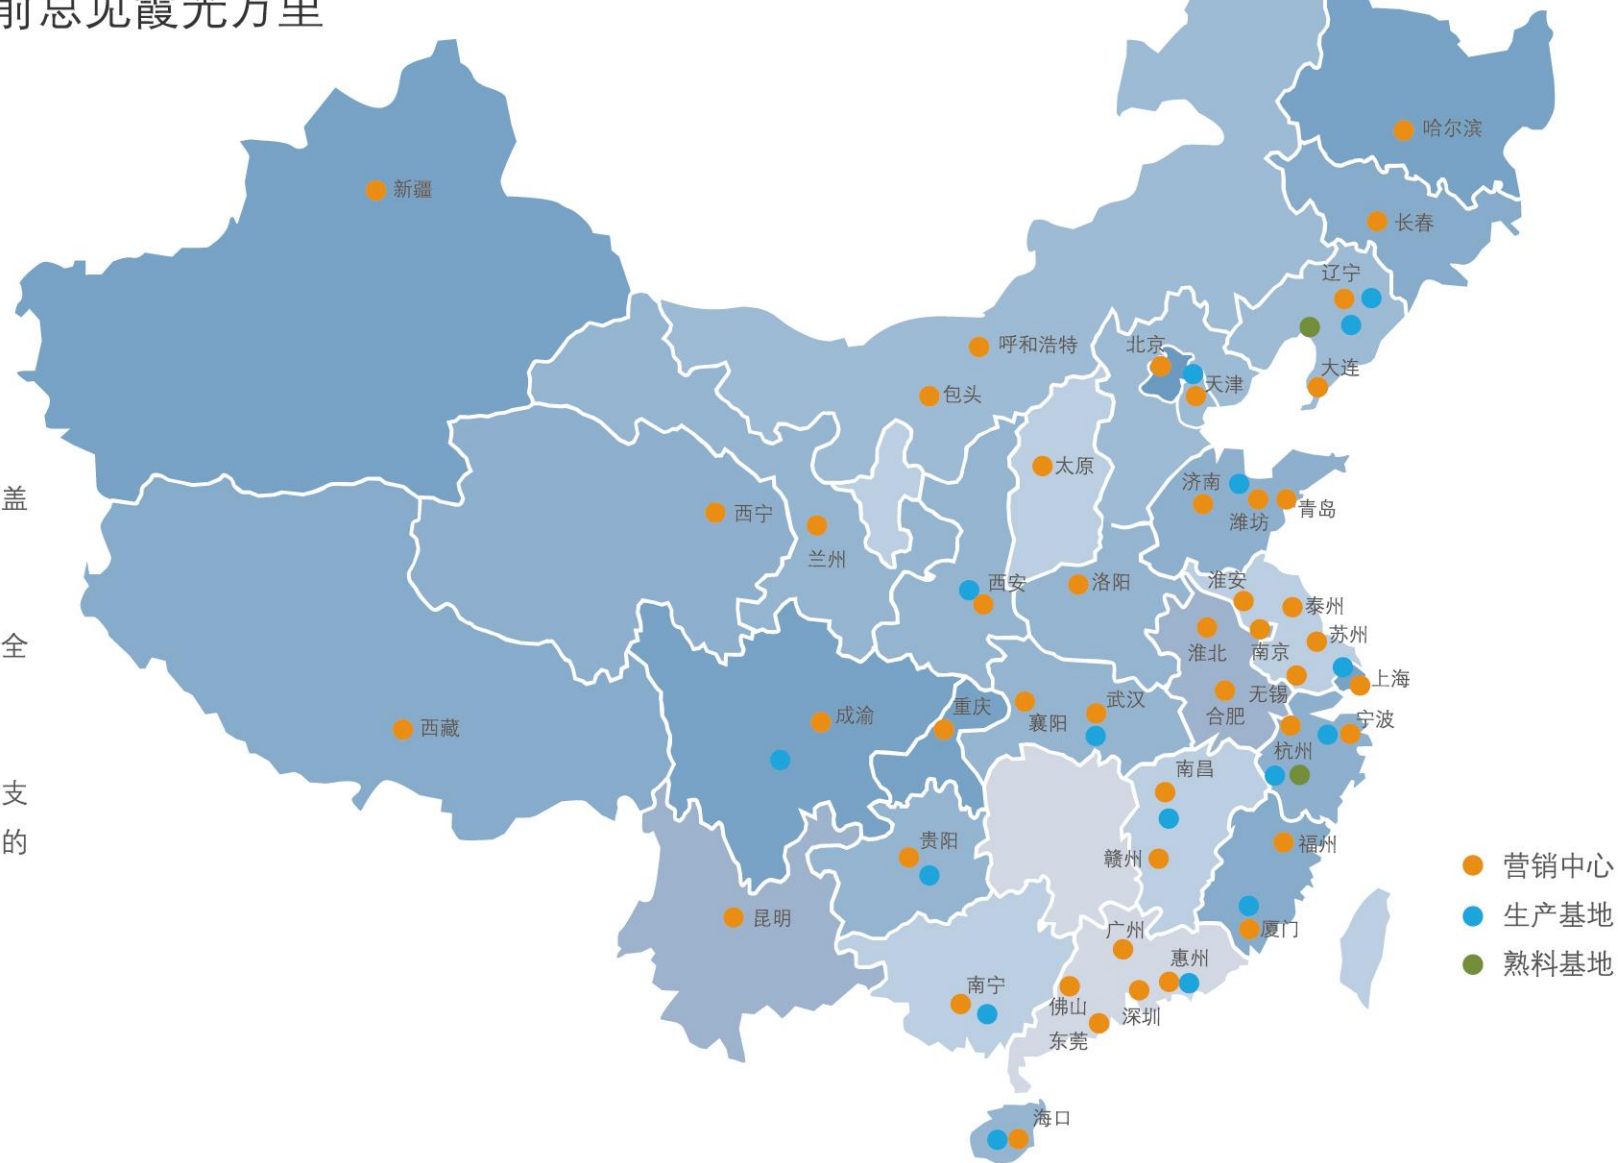 前总见霞光万里
哈尔滨
新疆
长春
辽宁
呼和浩特
北京
大连
天津
包头
太原
济南
盖
西宁
青岛
潍坊
兰州
淮安
西安
洛阳
泰州
苏州
全
淮北
南京
上海
无锡
武汉
重庆
成渝
合肥
宁波
襄阳
西藏
杭州
南昌
支
的
贵阳
福州
赣州
营销中心
昆明
生产基地
广州
厦门
惠州
熟料基地
南宁
佛山
深圳
东莞
海口